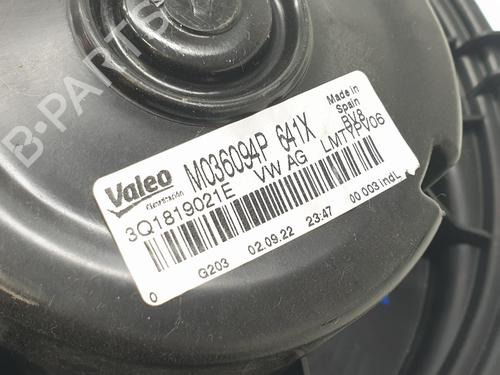 Valeo M036094P 641X Made in Spain
Climatización VW AG LMTYPV06 BV8
3Q1819021E
0 G203 02.09.22 23:47 00 003 indL
B-PARTS